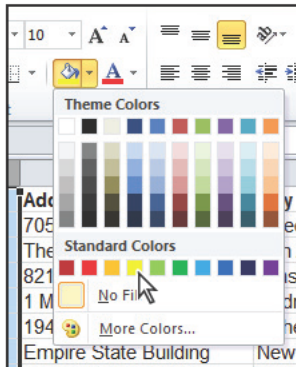 10 A A
A
Theme Colors
Add
705
The
Standard Colors
821
No Fill
1 M
More Colors...
194
Empire State Building New